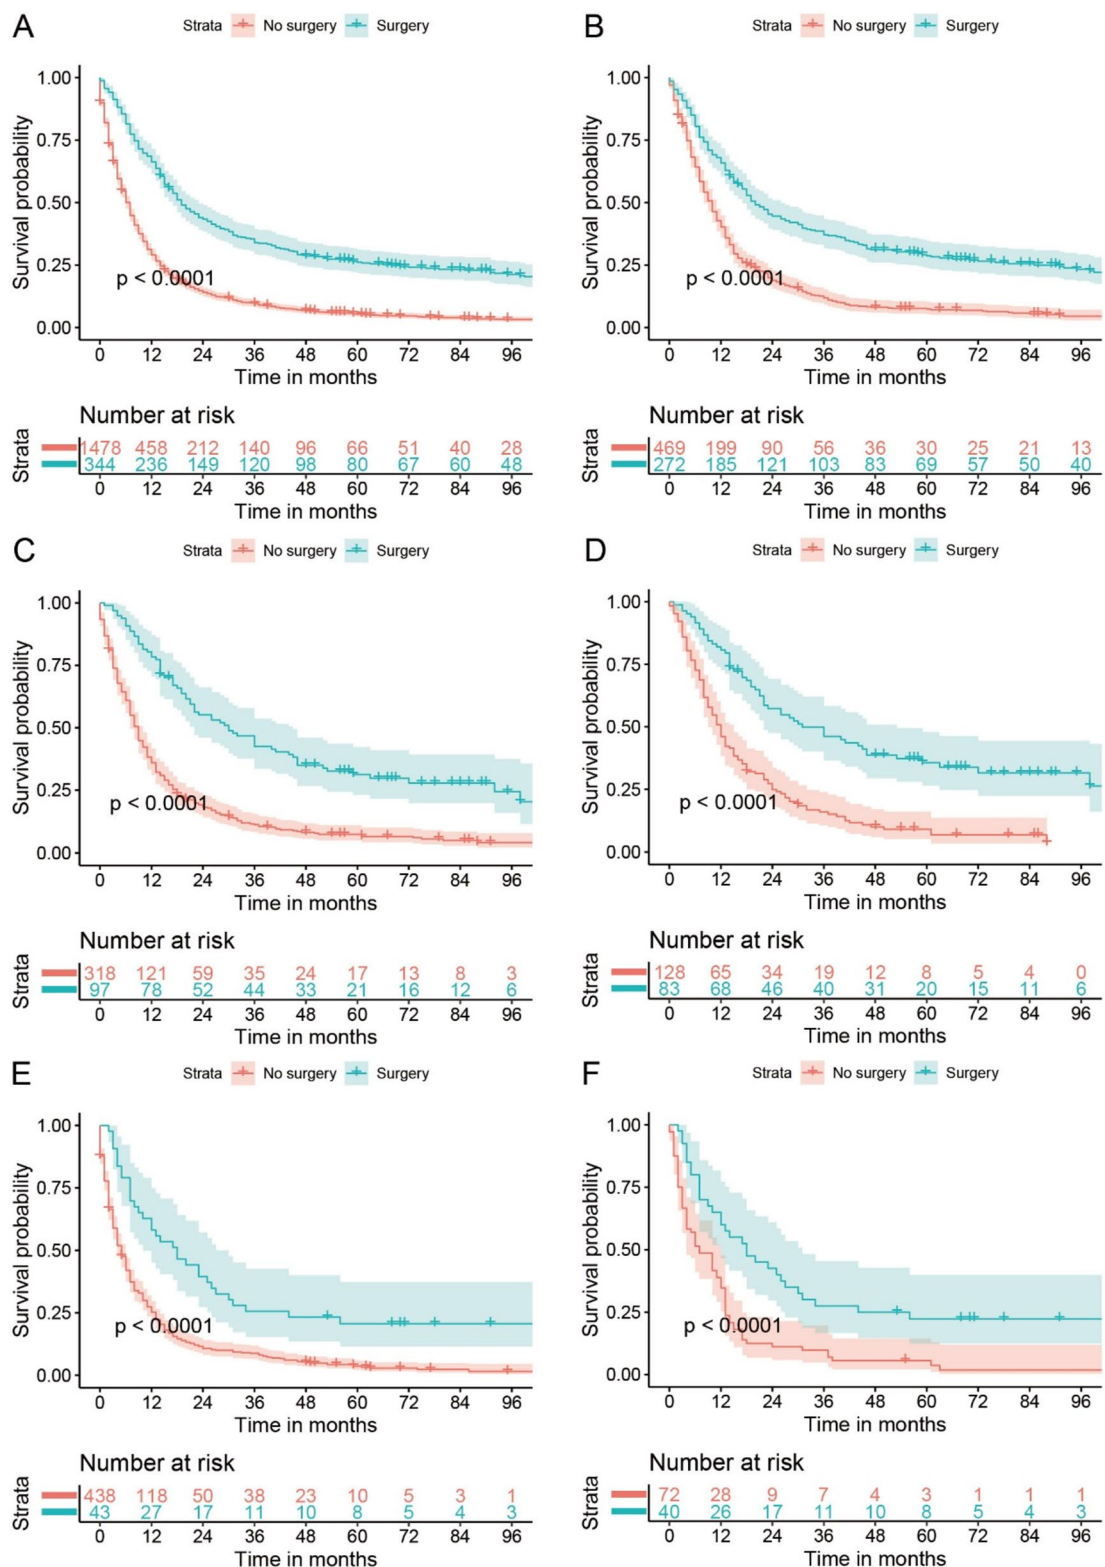 A
Strata No surgery Surgery
1.00
0.75
0.50
0.25
0.00
Survival probability
p < 0.0001
0 12 24 36 48 60 72 84 96
Time in months
Number at risk
Strata
1478 458 212 140 96 66 51 40 28
344 236 149 120 98 80 67 60 48
0 12 24 36 48 60 72 84 96
Time in months
B
Strata No surgery Surgery
1.00
0.75
0.50
0.25
0.00
Survival probability
p < 0.0001
0 12 24 36 48 60 72 84 96
Time in months
Number at risk
Strata
469 199 90 56 36 30 25 21 13
272 185 121 103 83 69 57 50 40
0 12 24 36 48 60 72 84 96
Time in months
C
Strata No surgery Surgery
1.00
0.75
0.50
0.25
0.00
Survival probability
p < 0.0001
0 12 24 36 48 60 72 84 96
Time in months
Number at risk
Strata
318 121 59 35 24 17 13 8 3
97 78 52 44 33 21 16 12 6
0 12 24 36 48 60 72 84 96
Time in months
D
Strata No surgery Surgery
1.00
0.75
0.50
0.25
0.00
Survival probability
p < 0.0001
0 12 24 36 48 60 72 84 96
Time in months
Number at risk
Strata
128 65 34 19 12 8 5 4 0
83 68 46 40 31 20 15 11 6
0 12 24 36 48 60 72 84 96
Time in months
E
Strata No surgery Surgery
1.00
0.75
0.50
0.25
0.00
Survival probability
p < 0.0001
0 12 24 36 48 60 72 84 96
Time in months
Number at risk
Strata
438 118 50 38 23 10 5 3 1
43 27 17 11 10 8 5 4 3
0 12 24 36 48 60 72 84 96
Time in months
F
Strata No surgery Surgery
1.00
0.75
0.50
0.25
0.00
Survival probability
p < 0.0001
0 12 24 36 48 60 72 84 96
Time in months
Number at risk
Strata
72 28 9 7 4 3 1 1 1
40 26 17 11 10 8 5 4 3
0 12 24 36 48 60 72 84 96
Time in months